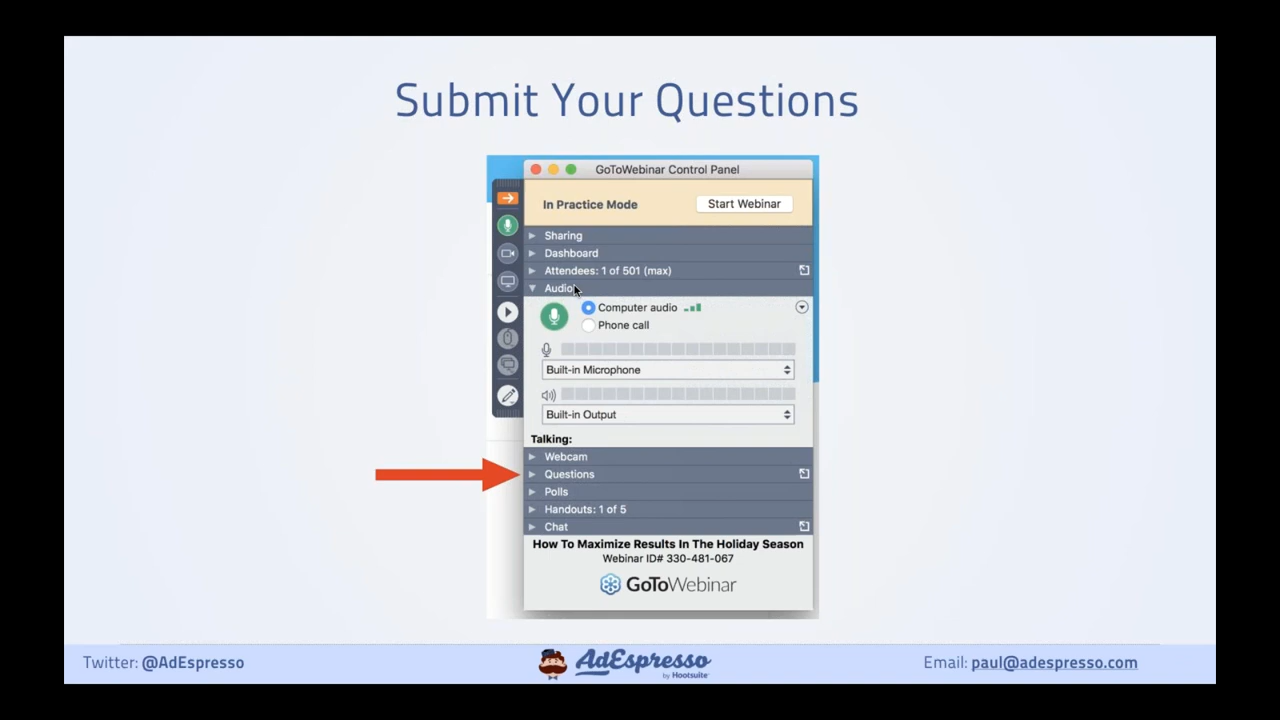 Submit Your Questions
GoToWebinar Control Panel
In Practice Mode
Start Webinar
Sharing
Dashboard
Attendees: 1 of 501 (max)
Audio
Computer audio
Phone call
Built-in Microphone
Built-in Output
Talking:
Webcam
Questions
Polls
Handouts: 1 of 5
Chat
How To Maximize Results In The Holiday Season
Webinar ID# 330-481-067
GoToWebinar
Twitter: @AdEspresso
AdEspresso
by Hootsuite
Email: paul@adespresso.com